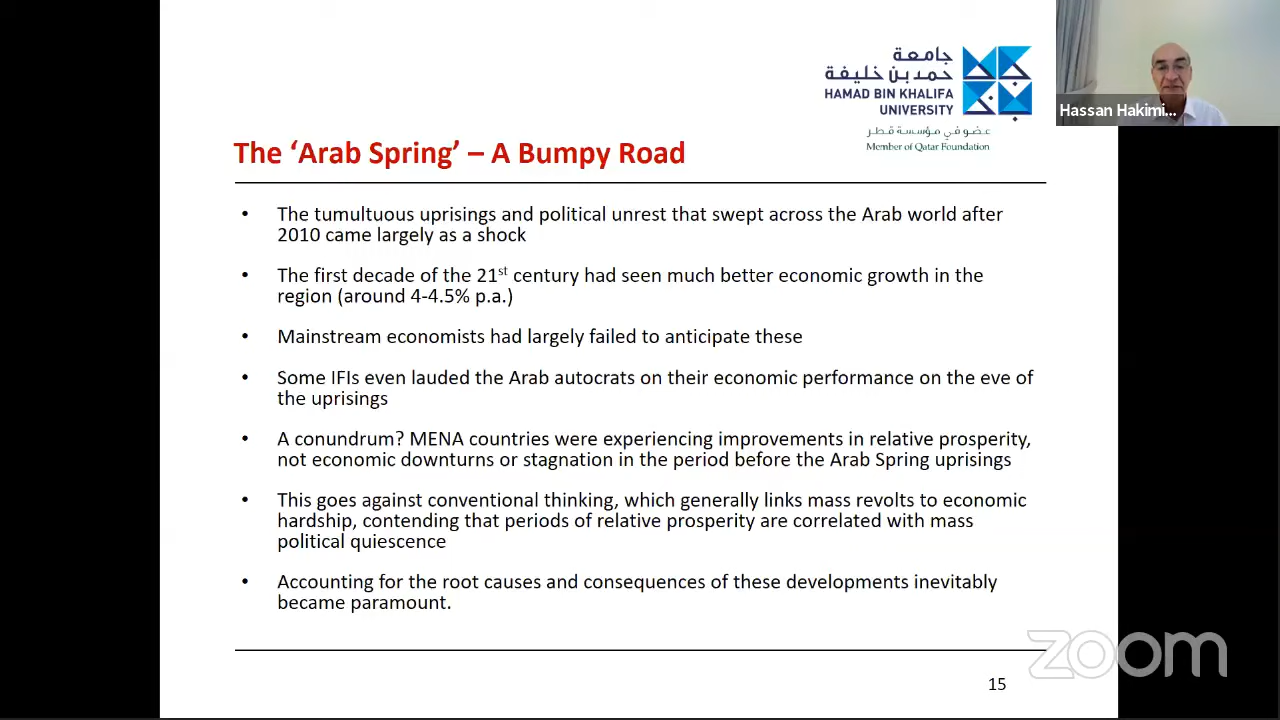 جامعة
حمد بن خليفة
HAMAD BIN KHALIFA
UNIVERSITY
عضو في مؤسسة قطر
Member of Qatar Foundation
Hassan Hakimi...
The ‘Arab Spring’ – A Bumpy Road
• The tumultuous uprisings and political unrest that swept across the Arab world after
2010 came largely as a shock
• The first decade of the 21st century had seen much better economic growth in the
region (around 4-4.5% p.a.)
• Mainstream economists had largely failed to anticipate these
• Some IFIs even lauded the Arab autocrats on their economic performance on the eve of
the uprisings
• A conundrum? MENA countries were experiencing improvements in relative prosperity,
not economic downturns or stagnation in the period before the Arab Spring uprisings
• This goes against conventional thinking, which generally links mass revolts to economic
hardship, contending that periods of relative prosperity are correlated with mass
political quiescence
• Accounting for the root causes and consequences of these developments inevitably
became paramount.
zoom
15